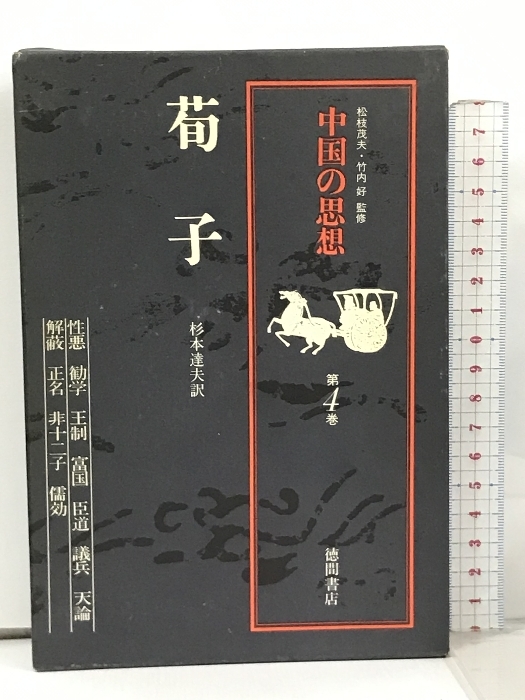 松枝茂夫・竹内 好 監修
中国の思想
第4巻
徳間書店
荀子
杉本達夫訳
性悪 勧学 王制 富国 臣道 議兵 天論
解蔽 正名 非十二子 儒効